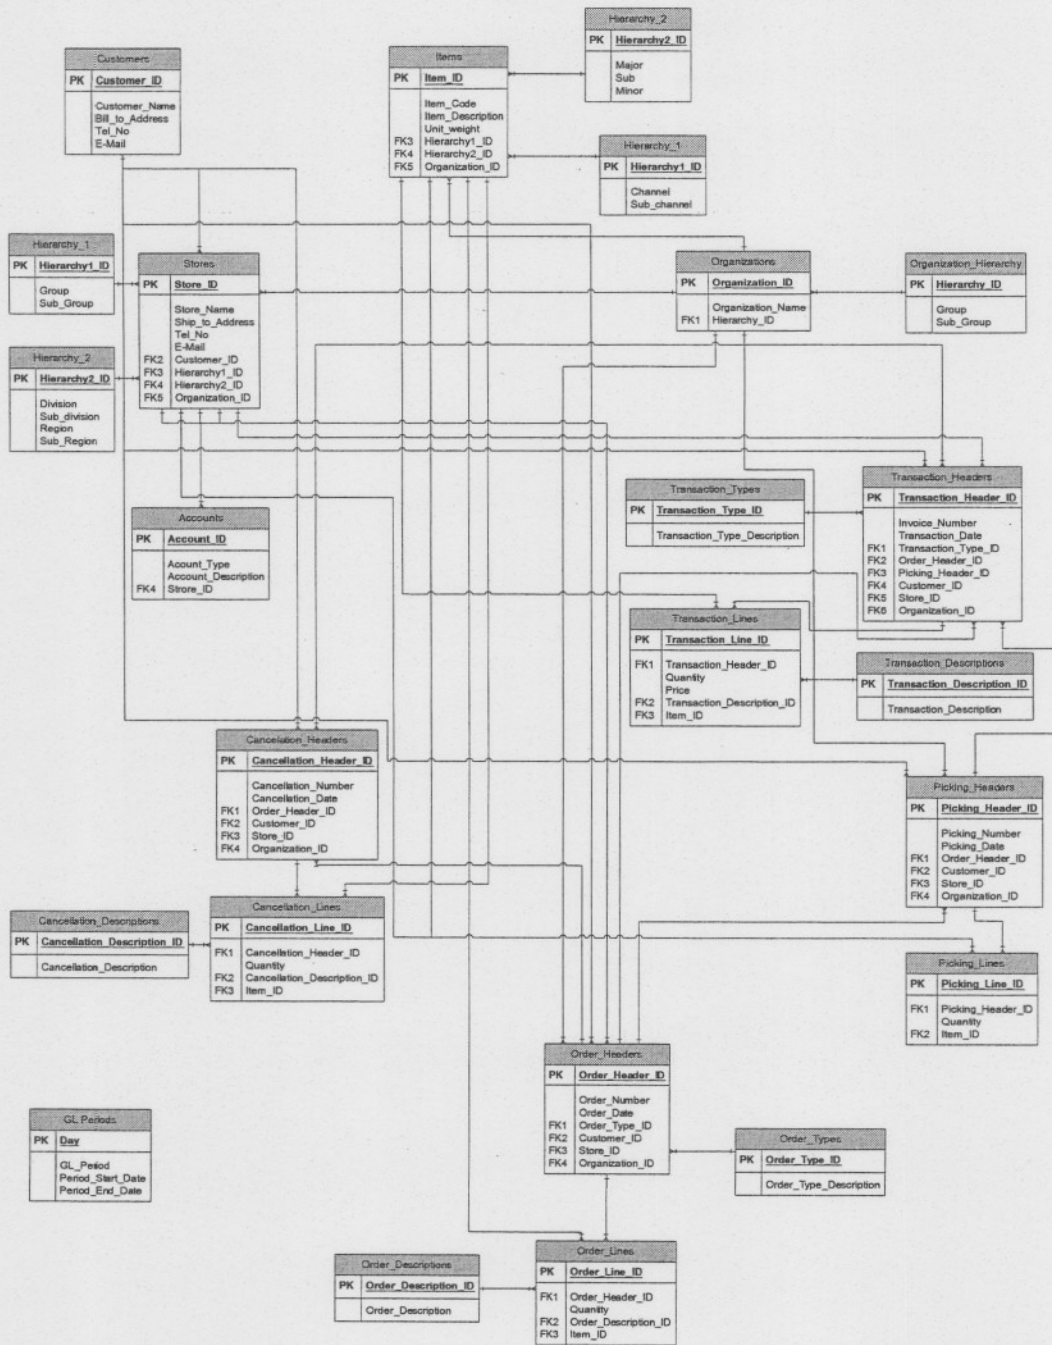 Hierarchy_2
PK Hierarchy2_ID
Major
Sub
Minor
Customers
PK Customer_ID
Customer_Name
Bill_to_Address
Tel_No
E-Mail
Items
PK Item_ID
Item_Code
Item_Description
Unit_weight
FK3 Hierarchy1_ID
FK4 Hierarchy2_ID
FK5 Organization_ID
Hierarchy_1
PK Hierarchy1_ID
Channel
Sub_channel
Hierarchy_1
PK Hierarchy1_ID
Group
Sub_Group
Stores
PK Store_ID
Store_Name
Ship_to_Address
Tel_No
E-Mail
FK2 Customer_ID
FK3 Hierarchy1_ID
FK4 Hierarchy2_ID
FK5 Organization_ID
Organizations
PK Organization_ID
Organization_Name
FK1 Hierarchy_ID
Organization_Hierarchy
PK Hierarchy_ID
Group
Sub_Group
Hierarchy_2
PK Hierarchy2_ID
Division
Sub_division
Region
Sub_Region
Accounts
PK Account_ID
Acount_Type
Account_Description
FK4 Strore_ID
Transaction_Types
PK Transaction_Type_ID
Transaction_Type_Description
Transaction_Headers
PK Transaction_Header_ID
Invoice_Number
Transaction_Date
FK1 Transaction_Type_ID
FK2 Order_Header_ID
FK3 Picking_Header_ID
FK4 Customer_ID
FK5 Store_ID
FK6 Organization_ID
Transaction_Lines
PK Transaction_Line_ID
FK1 Transaction_Header_ID
Quantity
Price
FK2 Transaction_Description_ID
FK3 Item_ID
Transaction_Descriptions
PK Transaction_Description_ID
Transaction_Description
Cancellation_Headers
PK Cancellation_Header_ID
Cancellation_Number
Cancellation_Date
FK1 Order_Header_ID
FK2 Customer_ID
FK3 Store_ID
FK4 Organization_ID
Picking_Headers
PK Picking_Header_ID
Picking_Number
Picking_Date
FK1 Order_Header_ID
FK2 Customer_ID
FK3 Store_ID
FK4 Organization_ID
Cancellation_Descriptions
PK Cancellation_Description_ID
Cancellation_Description
Cancellation_Lines
PK Cancellation_Line_ID
FK1 Cancellation_Header_ID
Quantity
FK2 Cancellation_Description_ID
FK3 Item_ID
Picking_Lines
PK Picking_Line_ID
FK1 Picking_Header_ID
Quantity
FK2 Item_ID
GL Periods
PK Day
GL_Period
Period_Start_Date
Period_End_Date
Order_Headers
PK Order_Header_ID
Order_Number
Order_Date
FK1 Order_Type_ID
FK2 Customer_ID
FK3 Store_ID
FK4 Organization_ID
Order_Types
PK Order_Type_ID
Order_Type_Description
Order_Descriptions
PK Order_Description_ID
Order_Description
Order_Lines
PK Order_Line_ID
FK1 Order_Header_ID
Quantity
FK2 Order_Description_ID
FK3 Item_ID